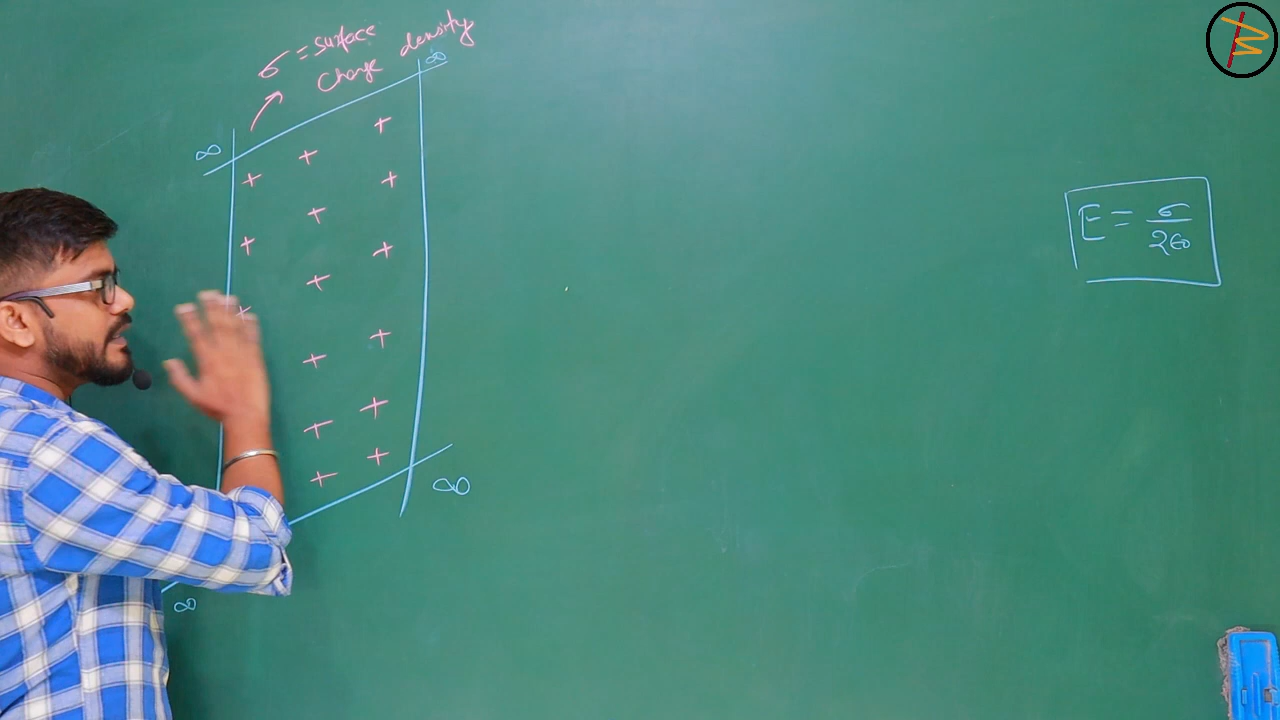 σ = surface
charge density
∞
∞
+ + +
+ + +
+ + +
+ + +
+ +
+ +
∞
∞
E = σ/2ε₀